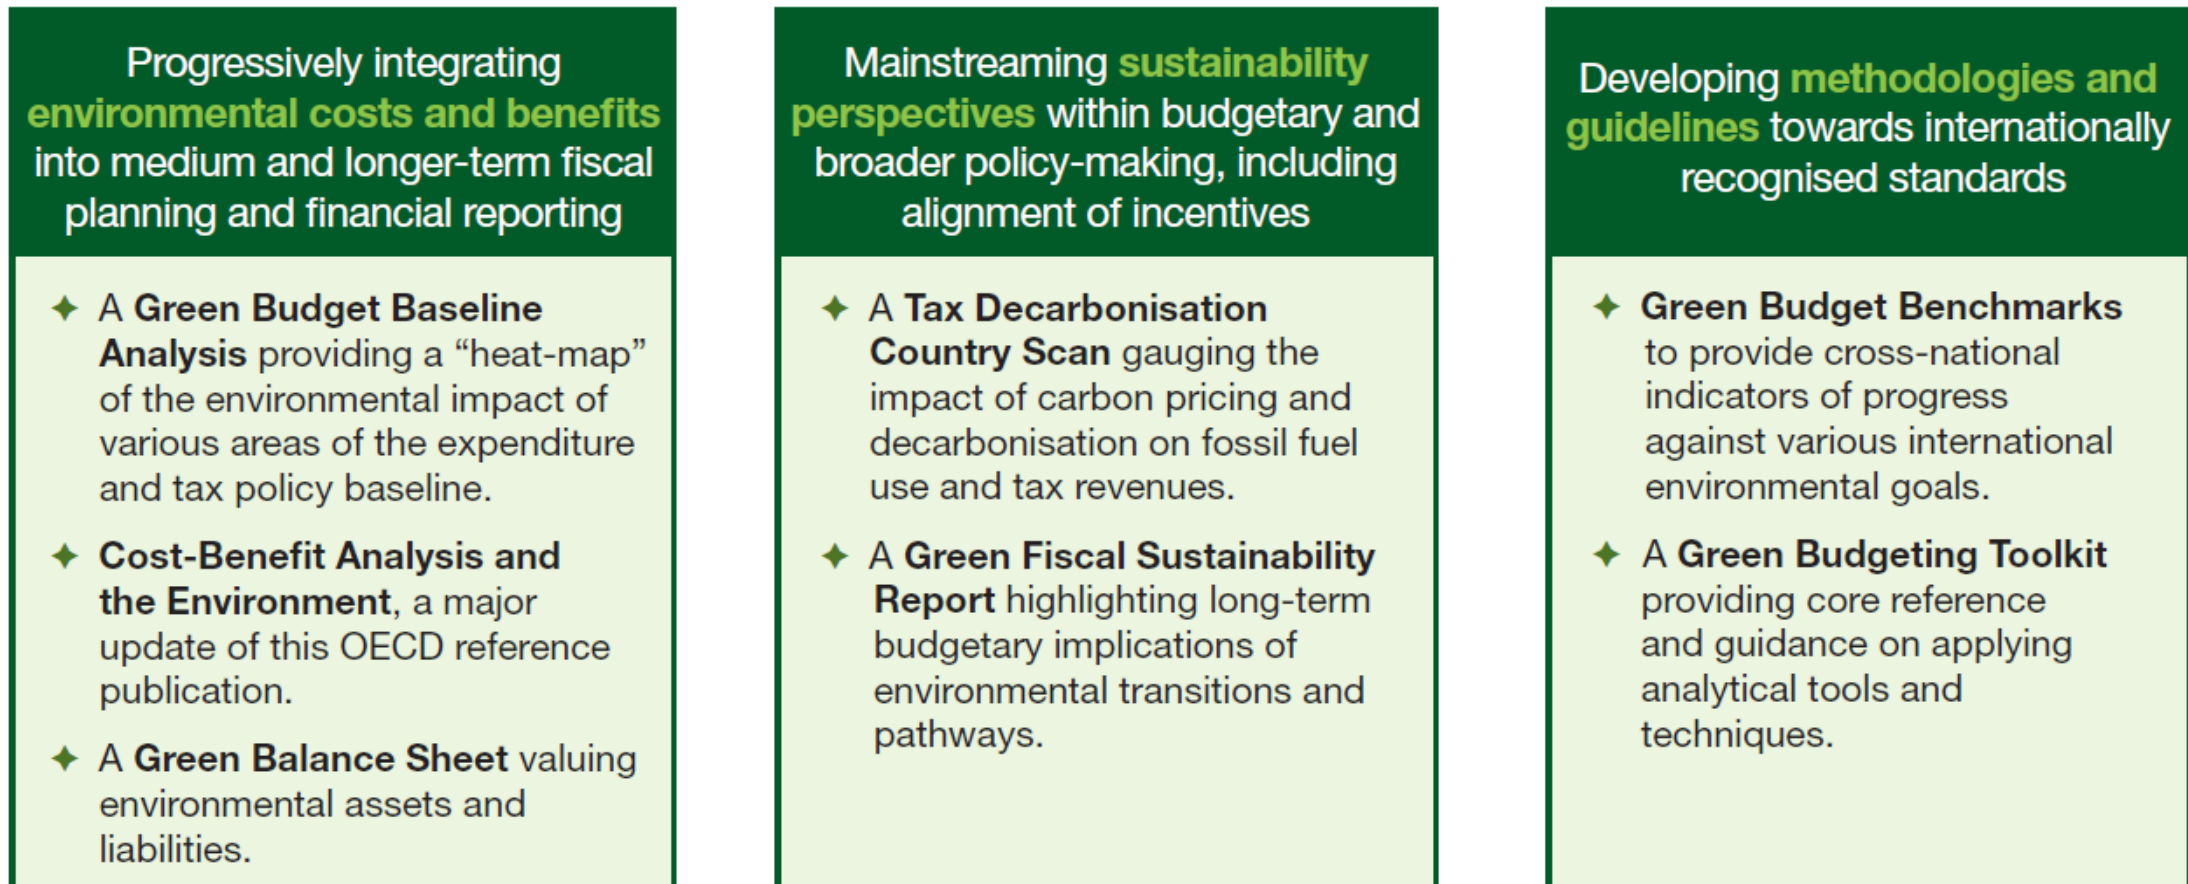 Progressively integrating
environmental costs and benefits
into medium and longer-term fiscal
planning and financial reporting
✦ A Green Budget Baseline
Analysis providing a “heat-map”
of the environmental impact of
various areas of the expenditure
and tax policy baseline.
✦ Cost-Benefit Analysis and
the Environment, a major
update of this OECD reference
publication.
✦ A Green Balance Sheet valuing
environmental assets and
liabilities.
Mainstreaming sustainability
perspectives within budgetary and
broader policy-making, including
alignment of incentives
✦ A Tax Decarbonisation
Country Scan gauging the
impact of carbon pricing and
decarbonisation on fossil fuel
use and tax revenues.
✦ A Green Fiscal Sustainability
Report highlighting long-term
budgetary implications of
environmental transitions and
pathways.
Developing methodologies and
guidelines towards internationally
recognised standards
✦ Green Budget Benchmarks
to provide cross-national
indicators of progress
against various international
environmental goals.
✦ A Green Budgeting Toolkit
providing core reference
and guidance on applying
analytical tools and
techniques.